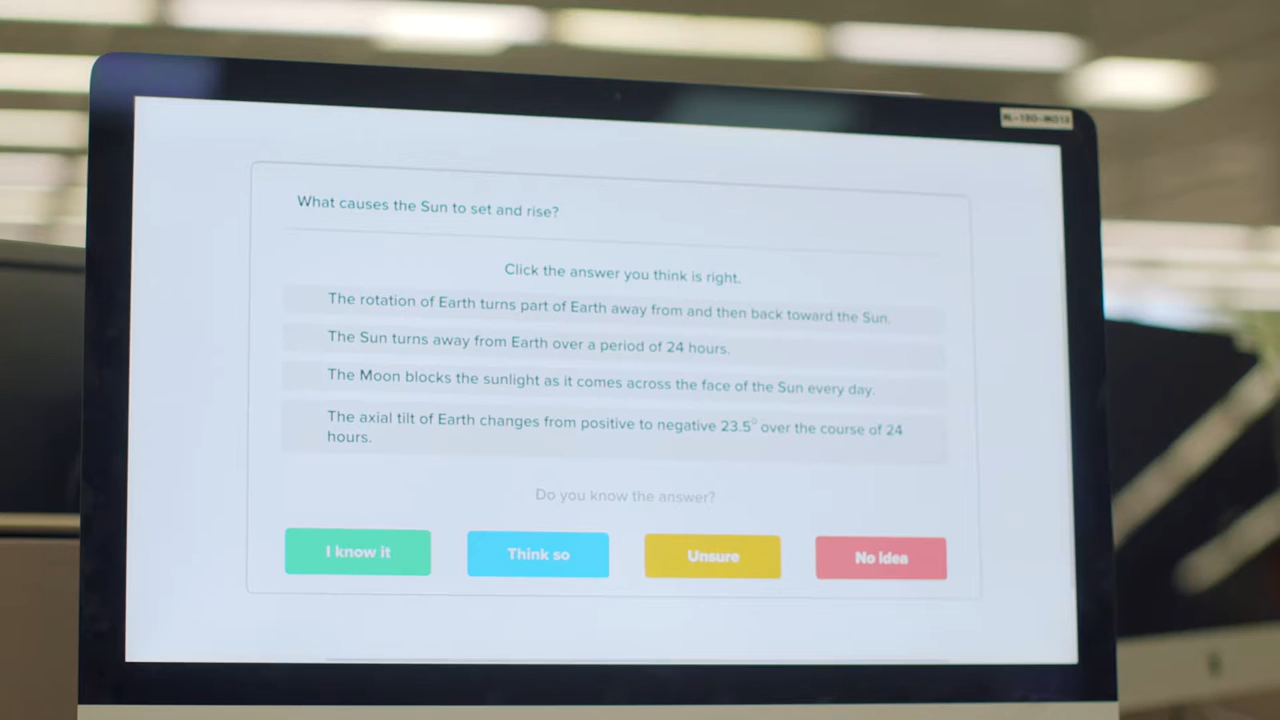 What causes the Sun to set and rise?
Click the answer you think is right.
The rotation of Earth turns part of Earth away from and then back toward the Sun.
The Sun turns away from Earth over a period of 24 hours.
The Moon blocks the sunlight as it comes across the face of the Sun every day.
The axial tilt of Earth changes from positive to negative 23.5° over the course of 24
hours.
Do you know the answer?
I know it
Think so
Unsure
No idea